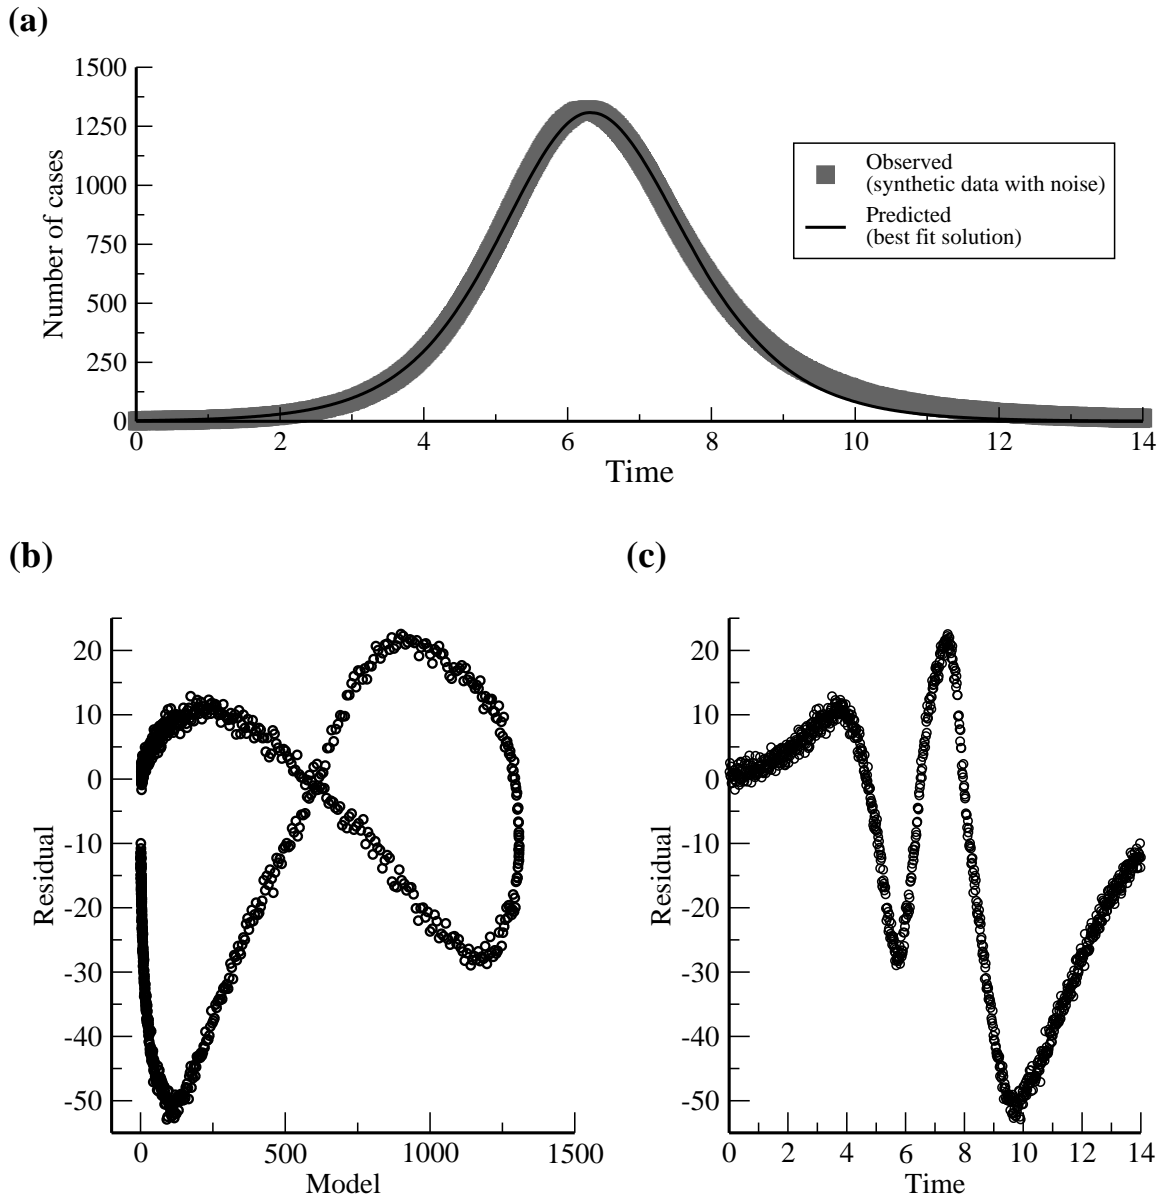 (a)
1500
1250
1000
750
500
250
0
Number of cases
0 2 4 6 8 10 12 14
Time
Observed
(synthetic data with noise)
Predicted
(best fit solution)
(b)
20
10
0
-10
-20
-30
-40
-50
Residual
0 500 1000 1500
Model
(c)
20
10
0
-10
-20
-30
-40
-50
Residual
0 2 4 6 8 10 12 14
Time